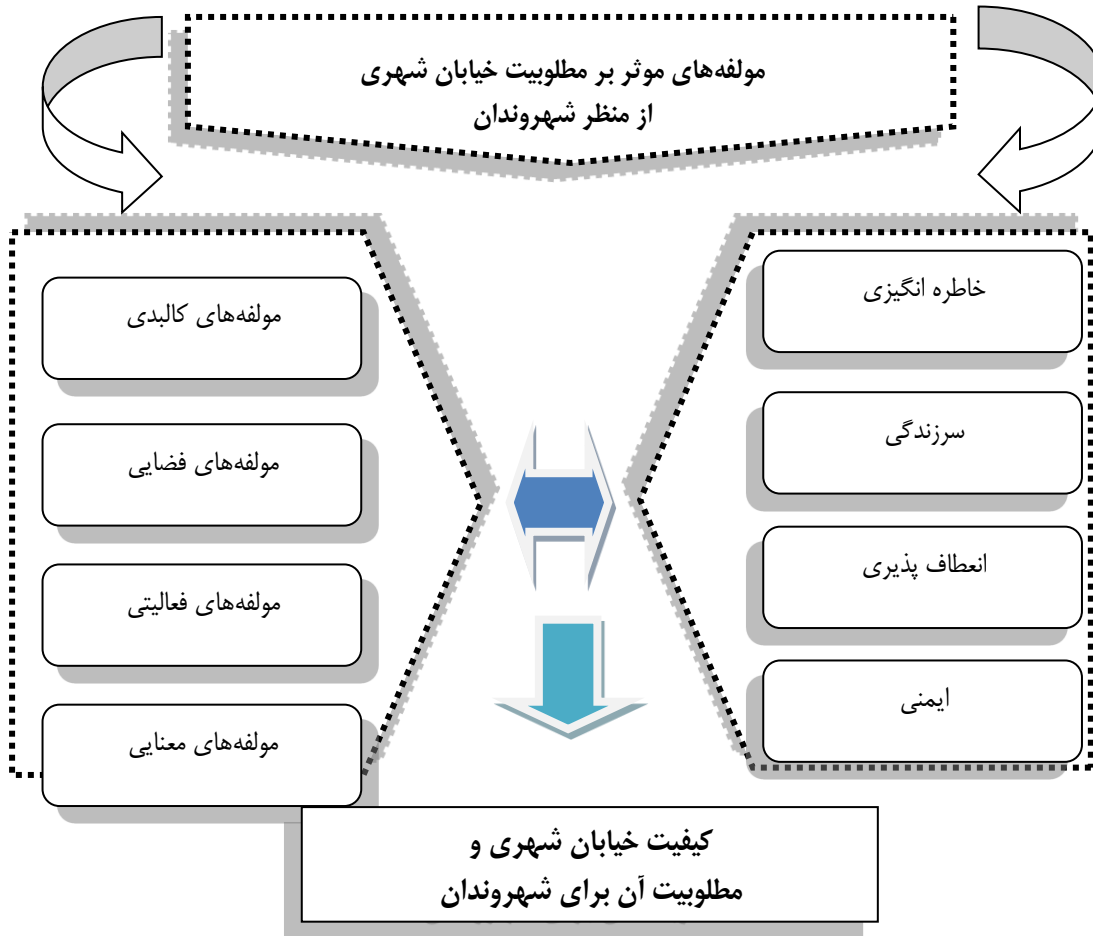 مولفه‌های موثر بر مطلوبیت خیابان شهری
از منظر شهروندان
خاطره انگیزی
سرزندگی
انعطاف پذیری
ایمنی
مولفه‌های کالبدی
مولفه‌های فضایی
مولفه‌های فعالیتی
مولفه‌های معنایی
کیفیت خیابان شهری و
مطلوبیت آن برای شهروندان